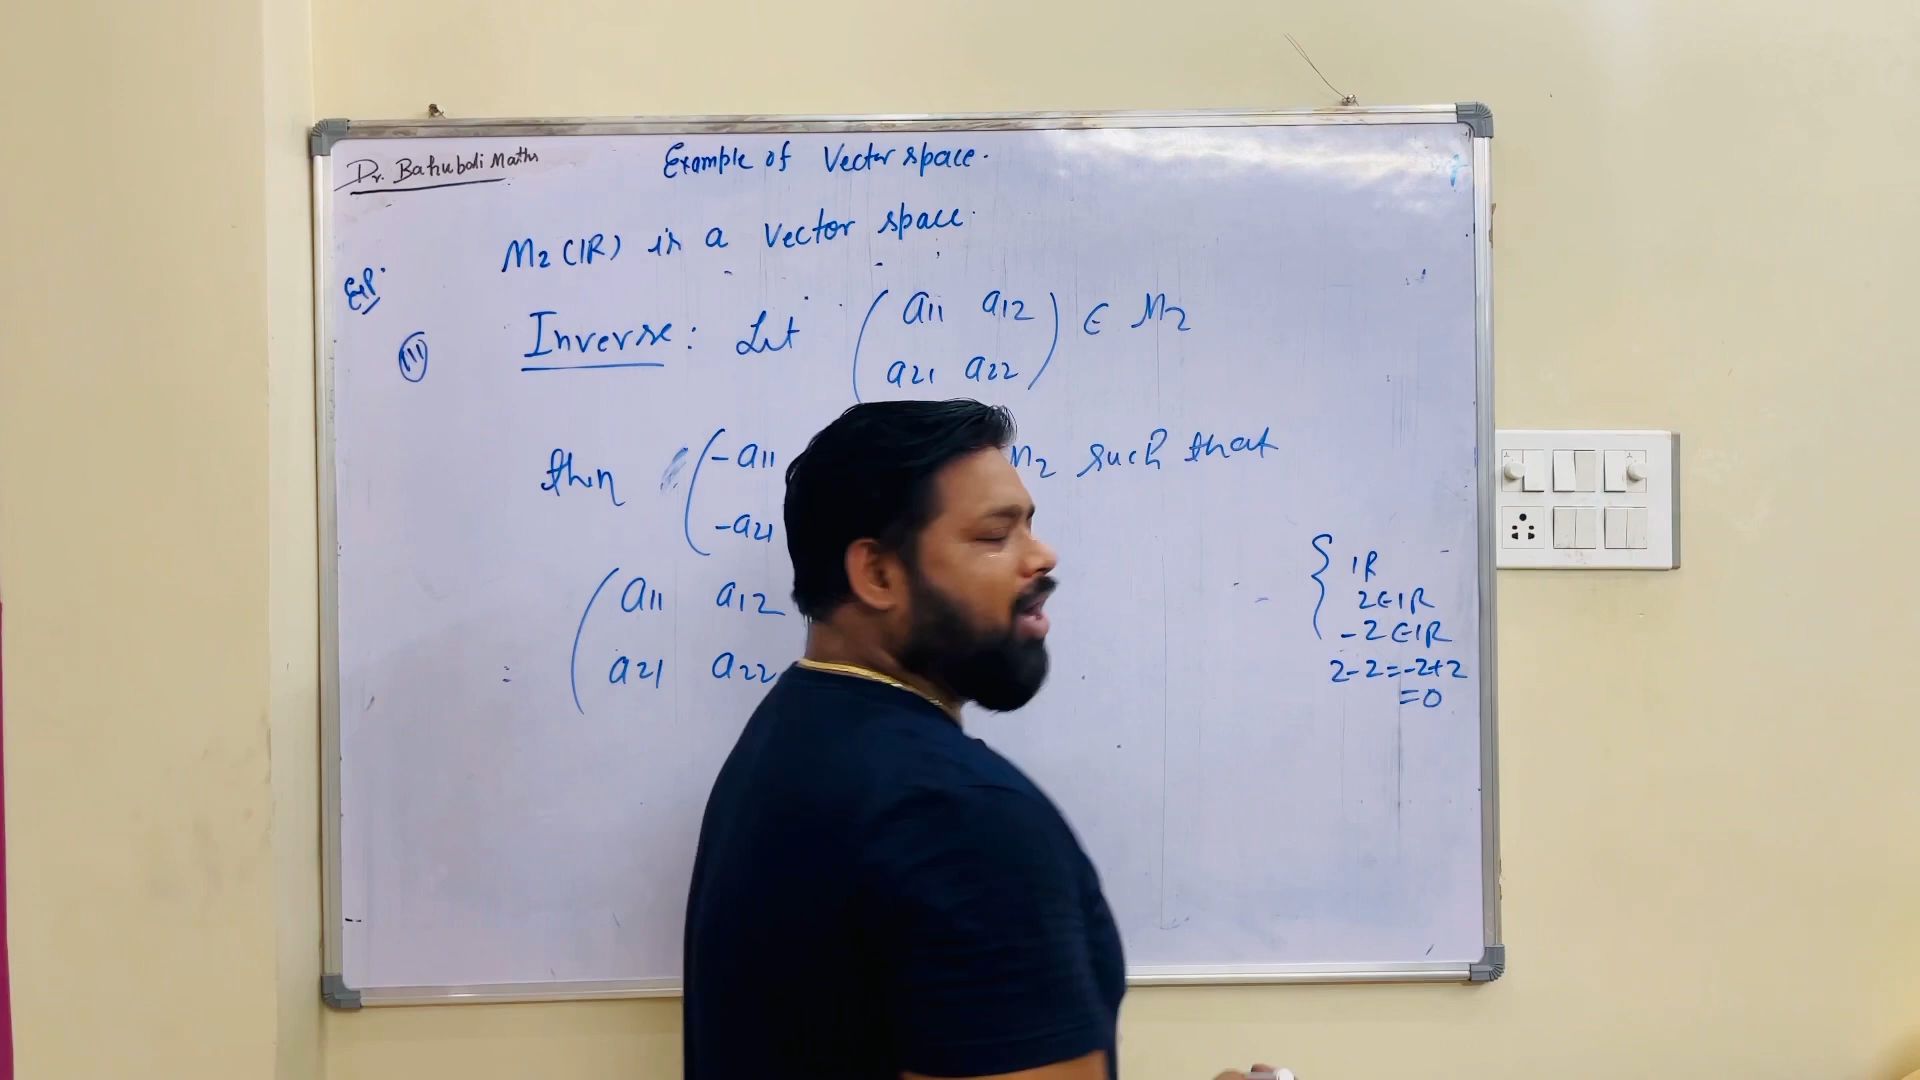 Dr. Bahubali Maths
Example of Vector space.
M2 (IR) is a vector space.
Exp.
(III) Inverse: Let ( a11 a12 ) ∈ M2
a21 a22
then ( -a11 M2 such that
-a21
( a11 a12
= a21 a22
{ IR
2∈IR
-2∈IR
2-2=-2+2
=0